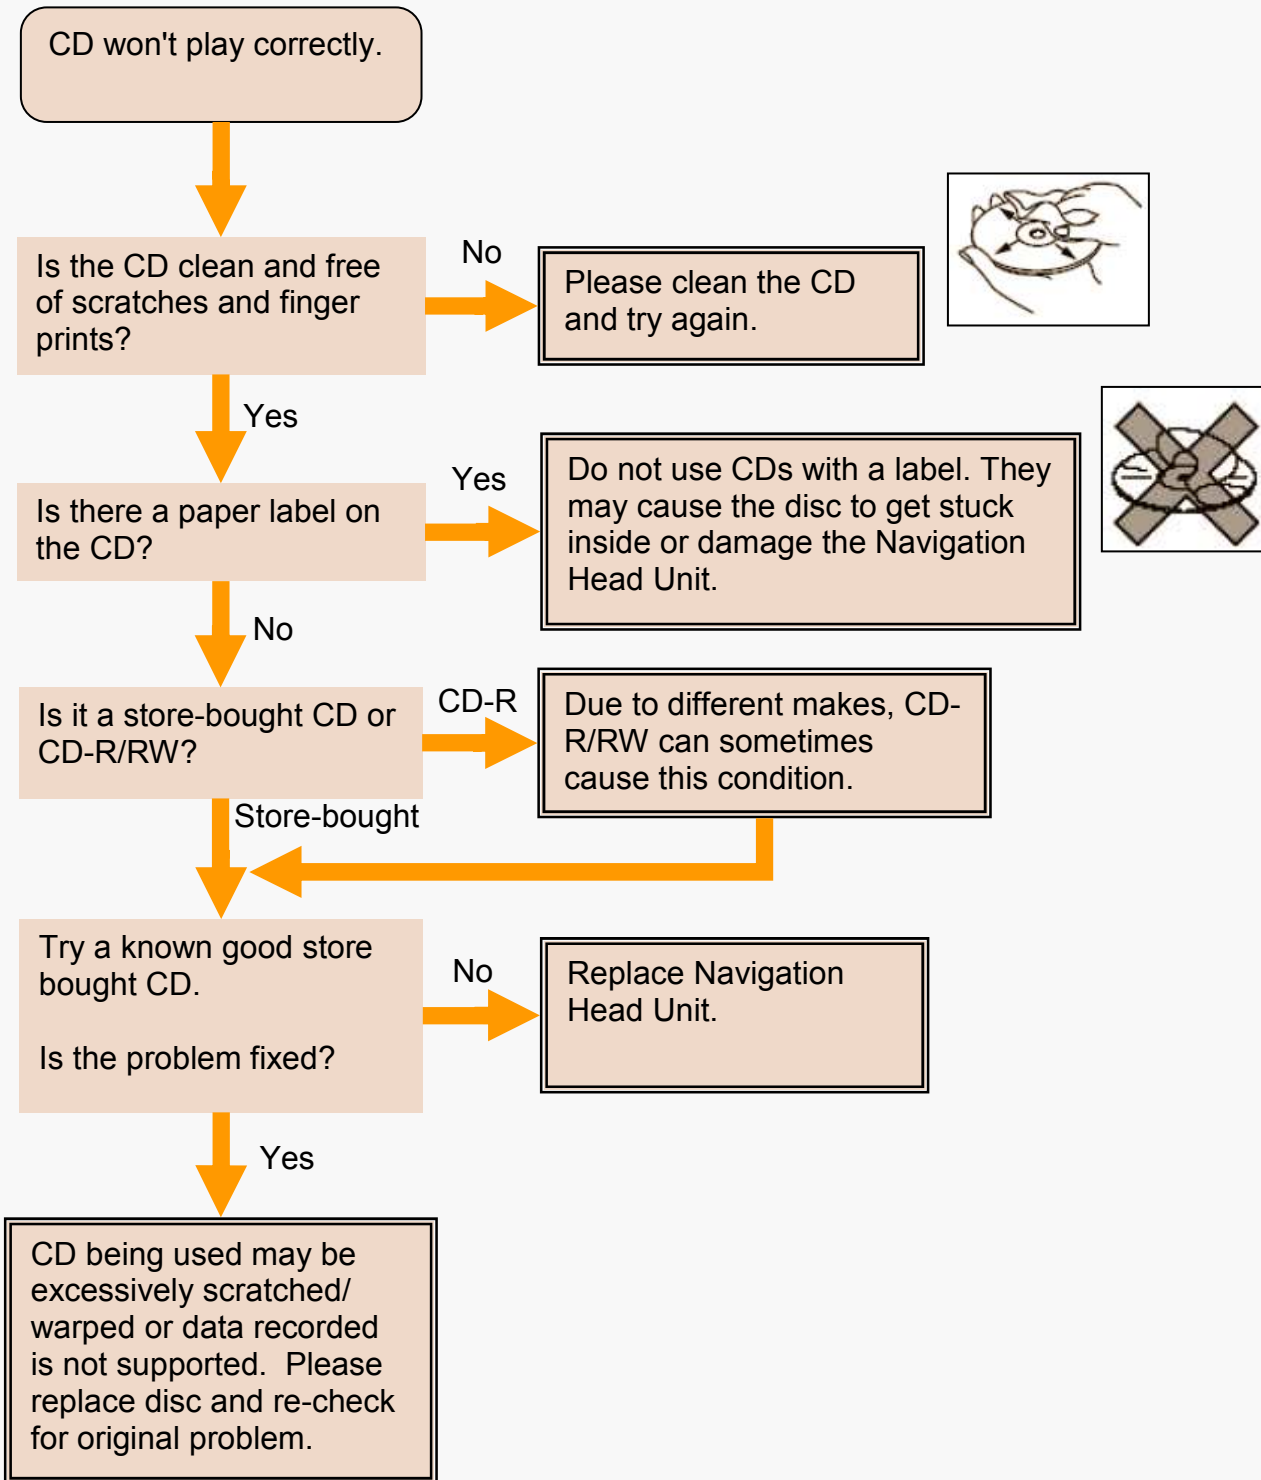 CD won't play correctly.
Is the CD clean and free
of scratches and finger
prints?
No
Please clean the CD
and try again.
Yes
Is there a paper label on
the CD?
Yes
Do not use CDs with a label. They
may cause the disc to get stuck
inside or damage the Navigation
Head Unit.
No
Is it a store-bought CD or
CD-R/RW?
CD-R
Due to different makes, CD-
R/RW can sometimes
cause this condition.
Store-bought
Try a known good store
bought CD.
Is the problem fixed?
No
Replace Navigation
Head Unit.
Yes
CD being used may be
excessively scratched/
warped or data recorded
is not supported.  Please
replace disc and re-check
for original problem.